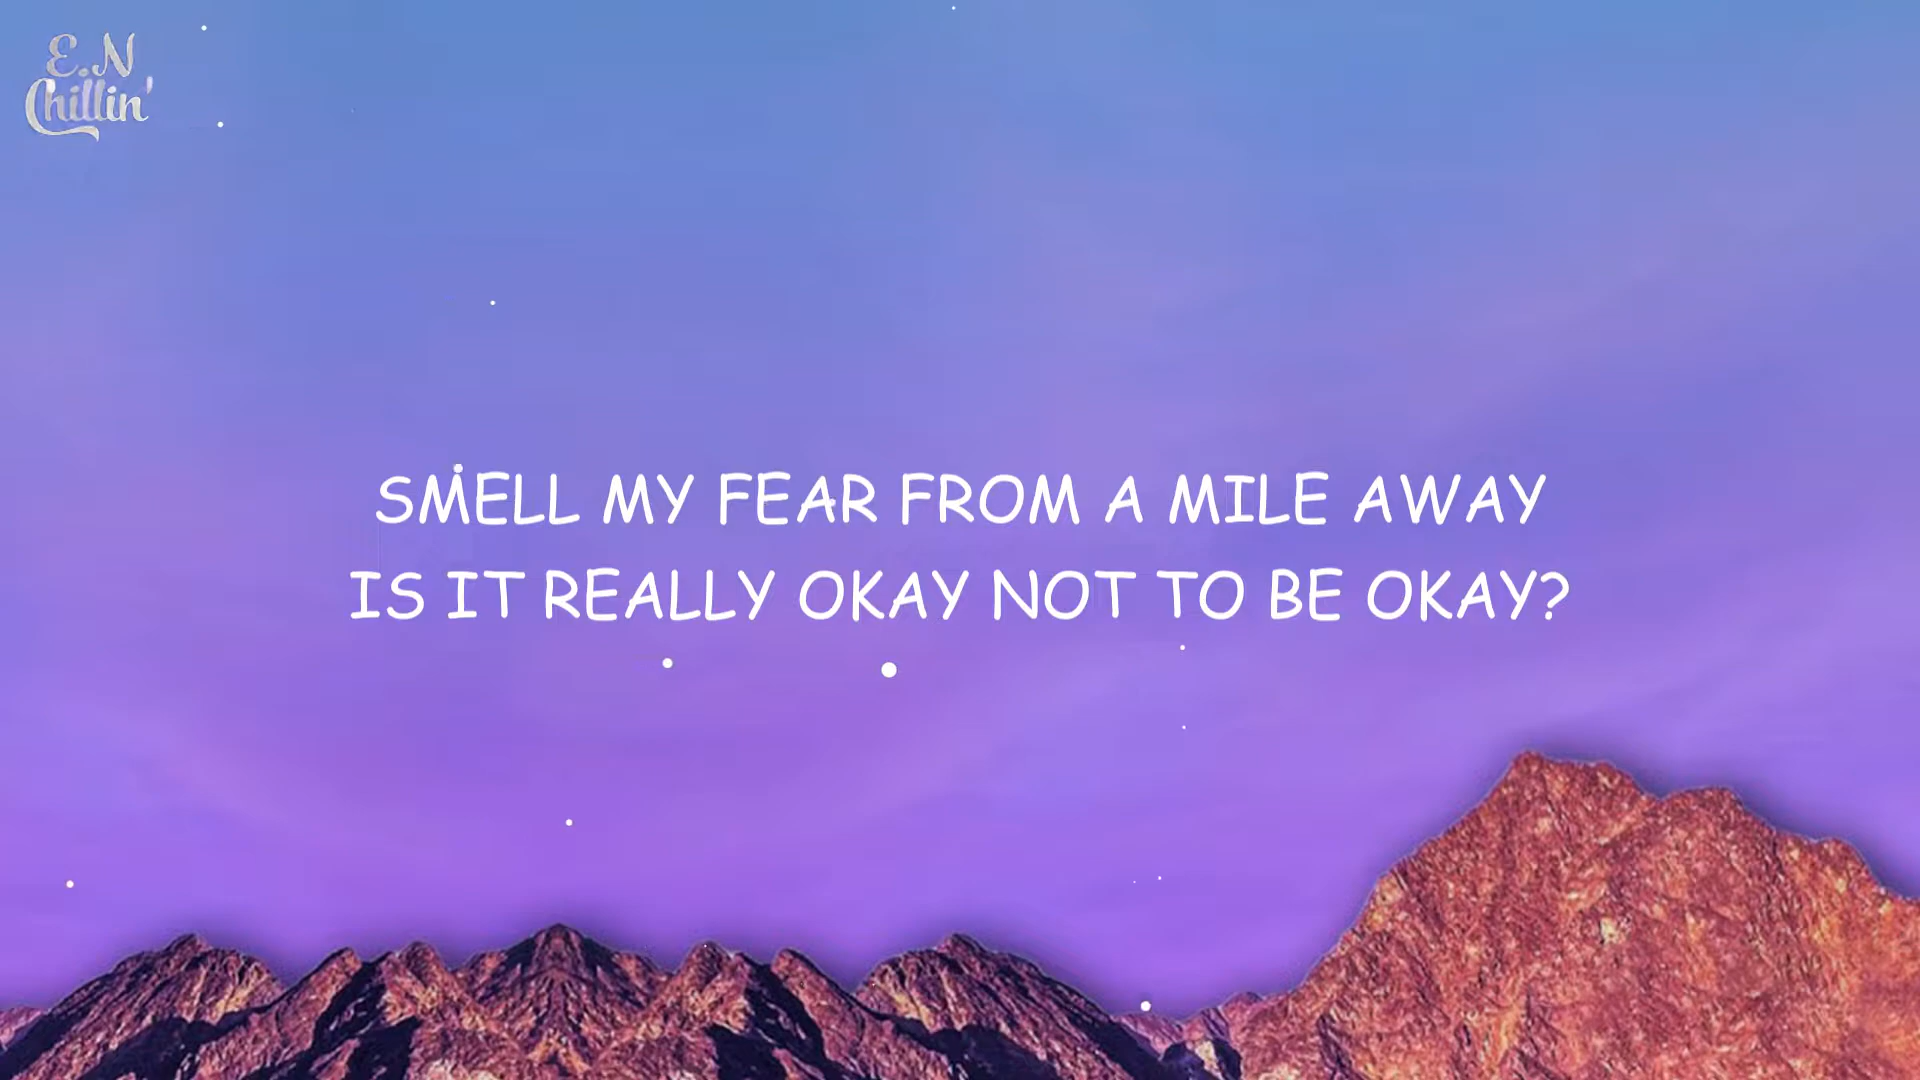 E.N
Chillin'
SMELL MY FEAR FROM A MILE AWAY
IS IT REALLY OKAY NOT TO BE OKAY?